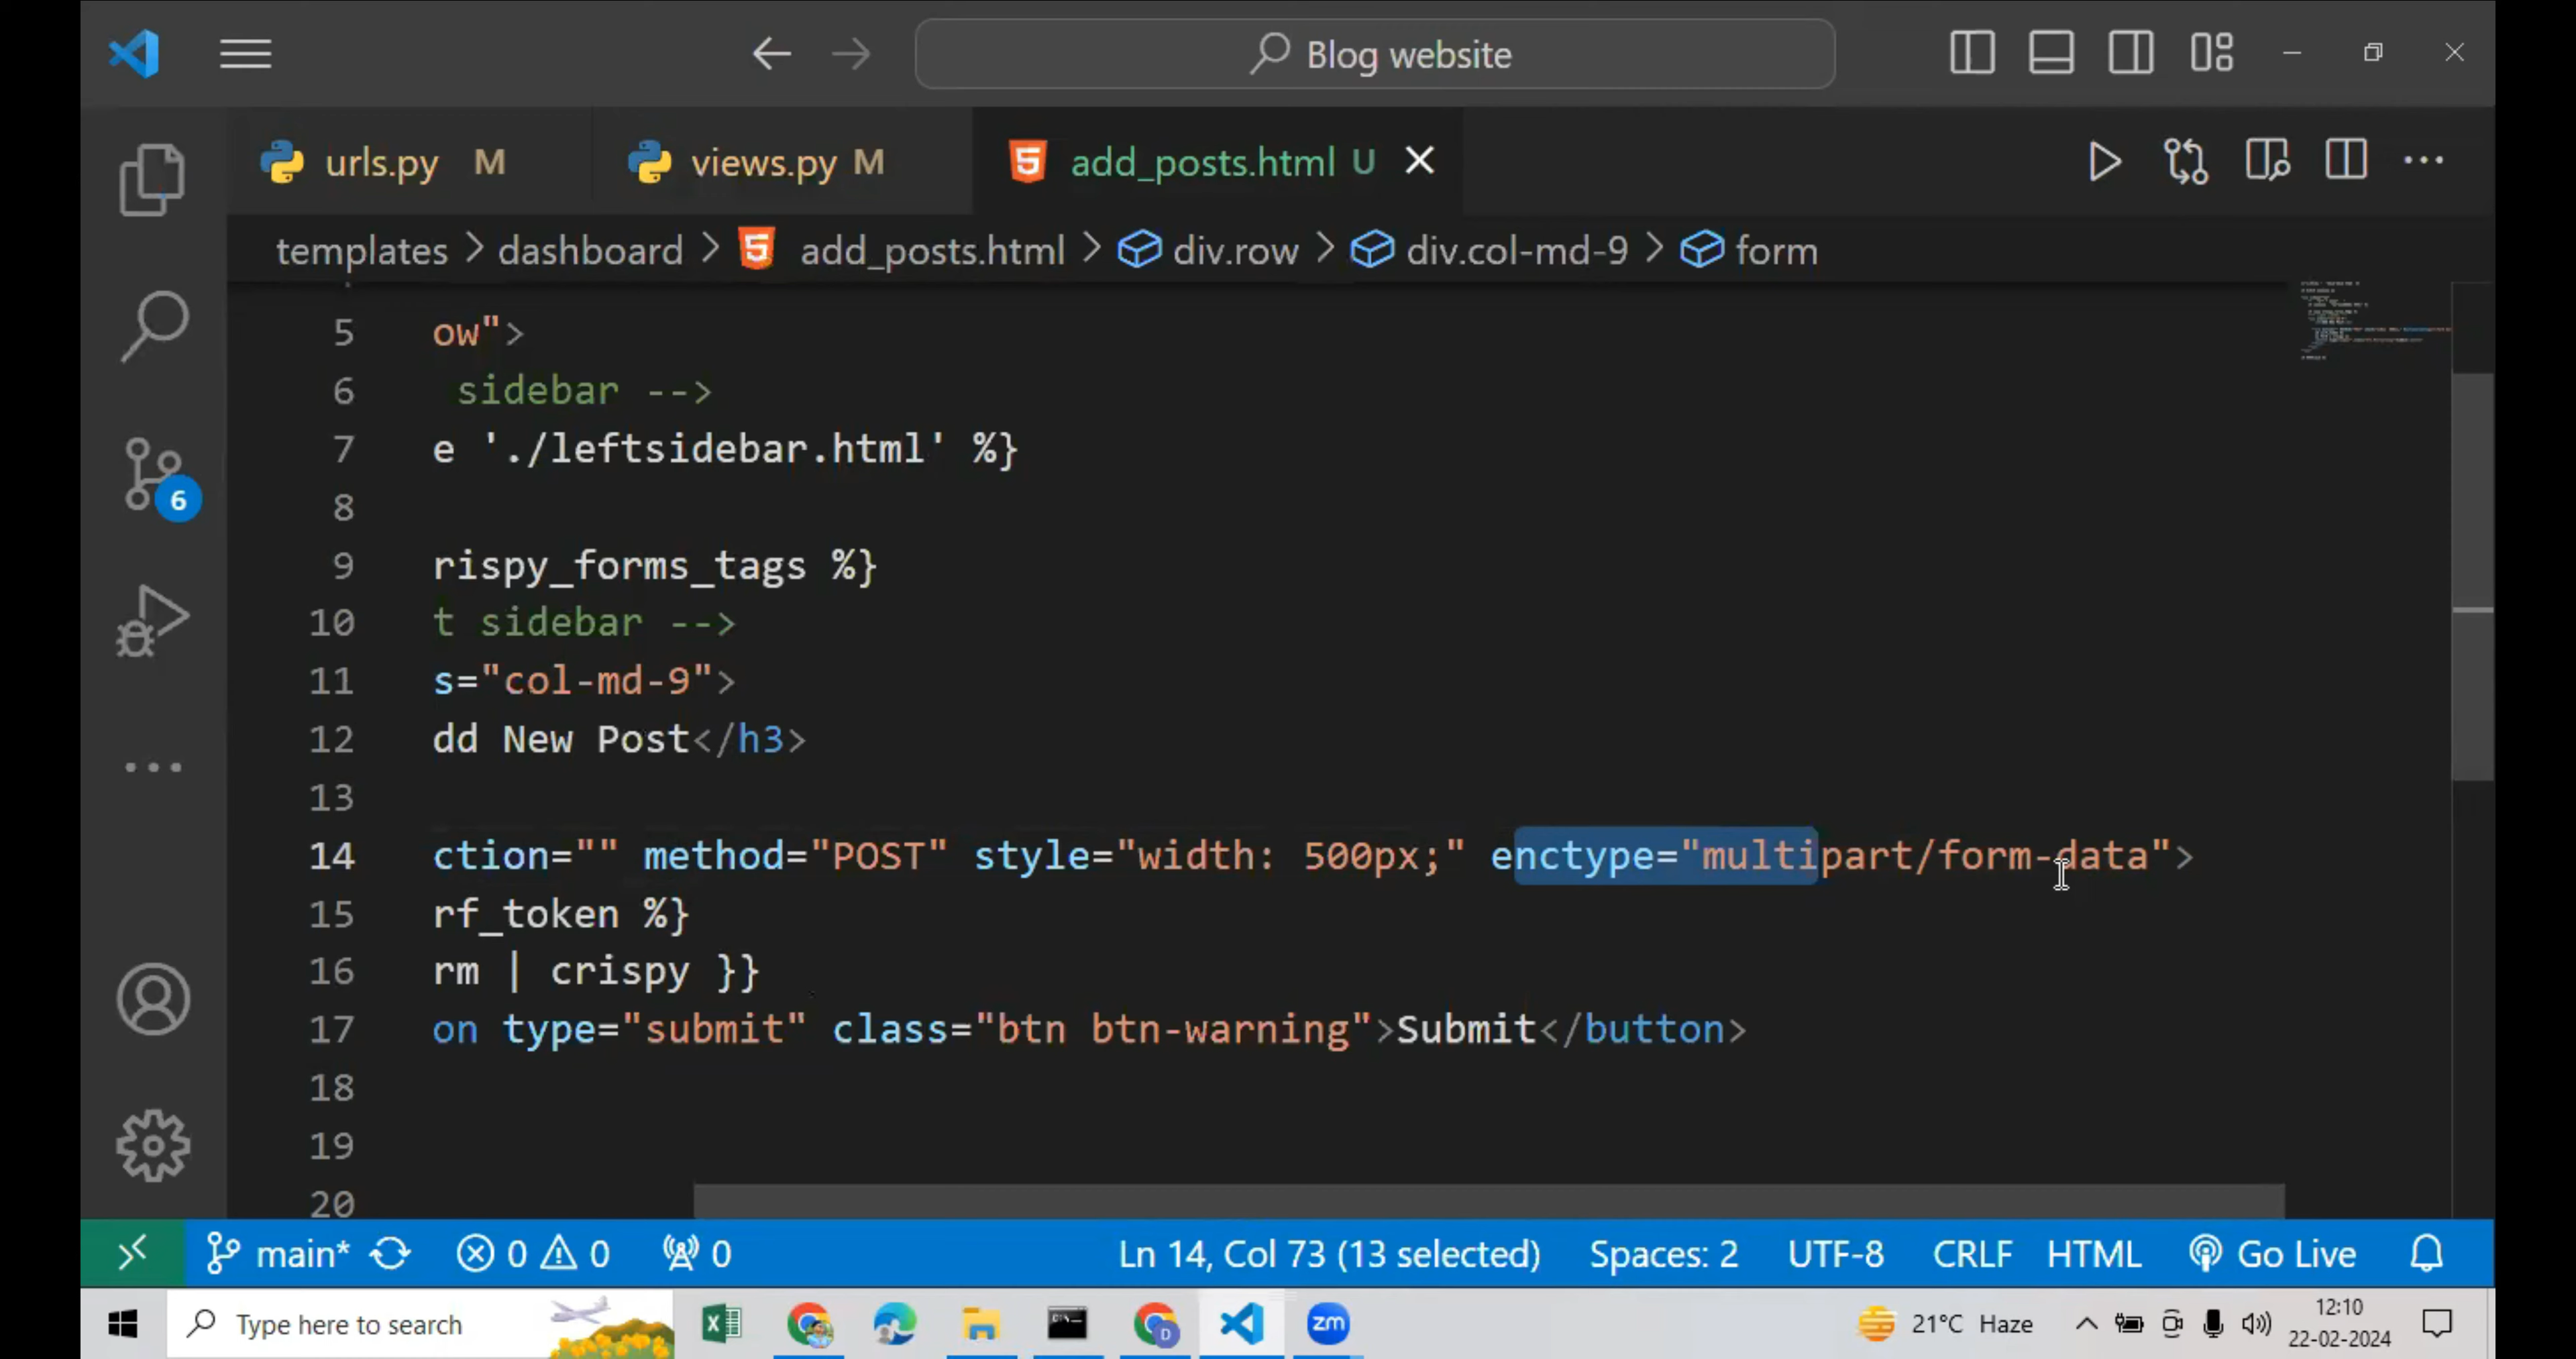 Blog website
urls.py M
views.py M
add_posts.html U
templates > dashboard > add_posts.html > div.row > div.col-md-9 > form
5 ow">
6 sidebar -->
7 e './leftsidebar.html' %}
8
9 rispy_forms_tags %}
10 t sidebar -->
11 s="col-md-9">
12 dd New Post</h3>
13
14 ction="" method="POST" style="width: 500px;" enctype="multipart/form-data">
15 rf_token %}
16 rm | crispy }}
17 on type="submit" class="btn btn-warning">Submit</button>
18
19
20
6
main* 0 0 0 Ln 14, Col 73 (13 selected) Spaces: 2 UTF-8 CRLF HTML Go Live
Type here to search
zm
D
21°C Haze
12:10
22-02-2024